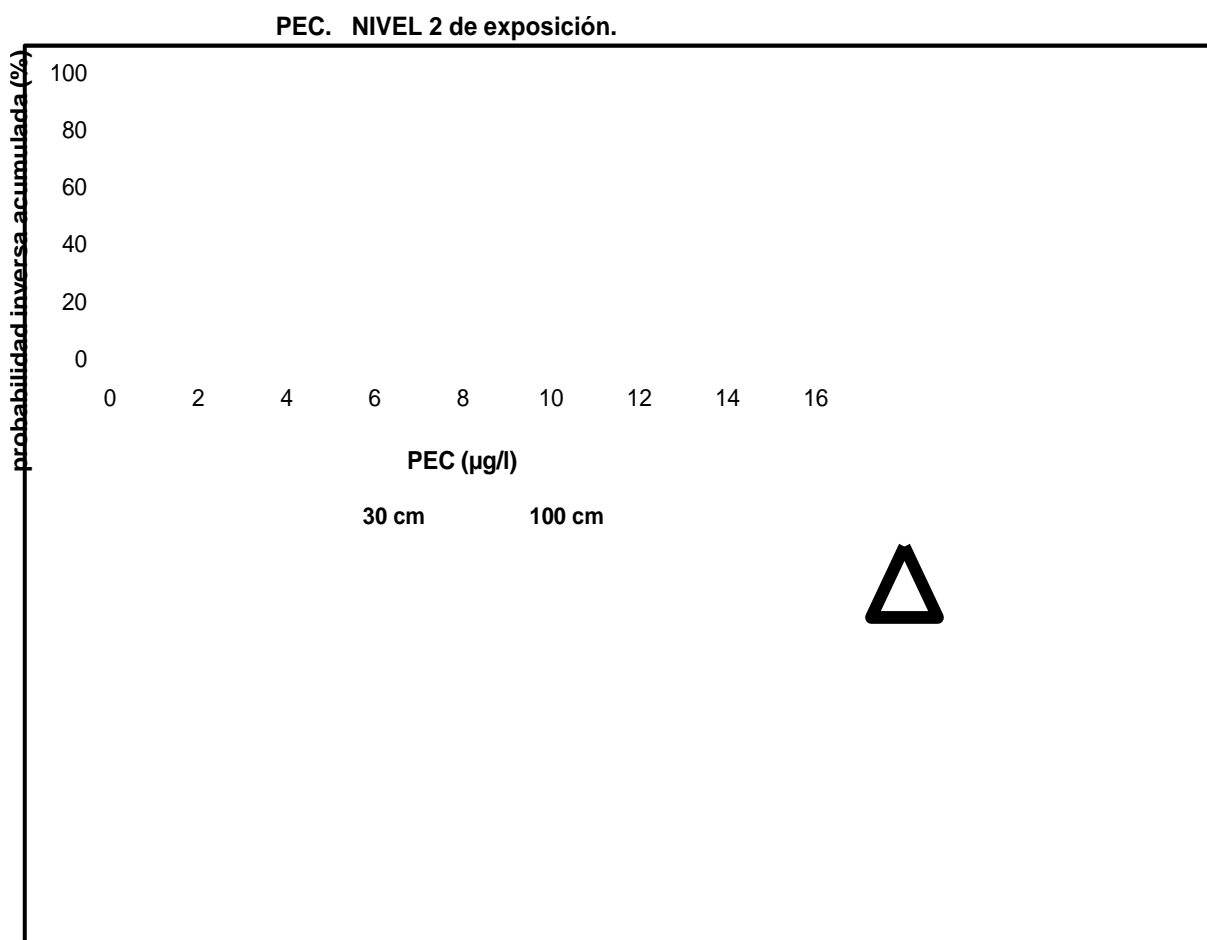 PEC. NIVEL 2 de exposición.
probabilidad inversa acumulada (%)
100
80
60
40
20
0
0 2 4 6 8 10 12 14 16
PEC (µg/l)
30 cm 100 cm